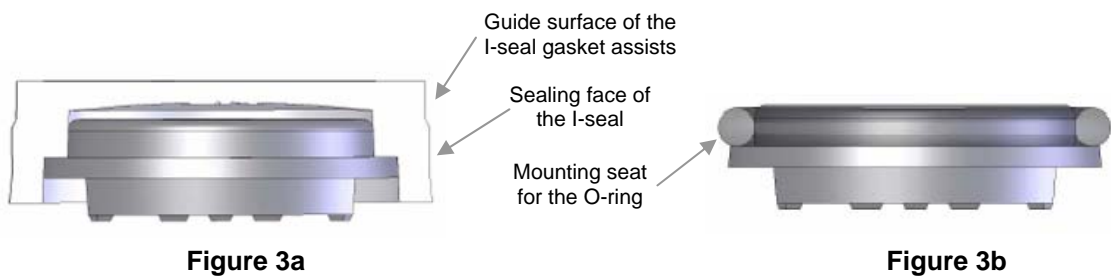 Guide surface of the
I-seal gasket assists
Sealing face of
the I-seal
Mounting seat
for the O-ring
Figure 3a
Figure 3b